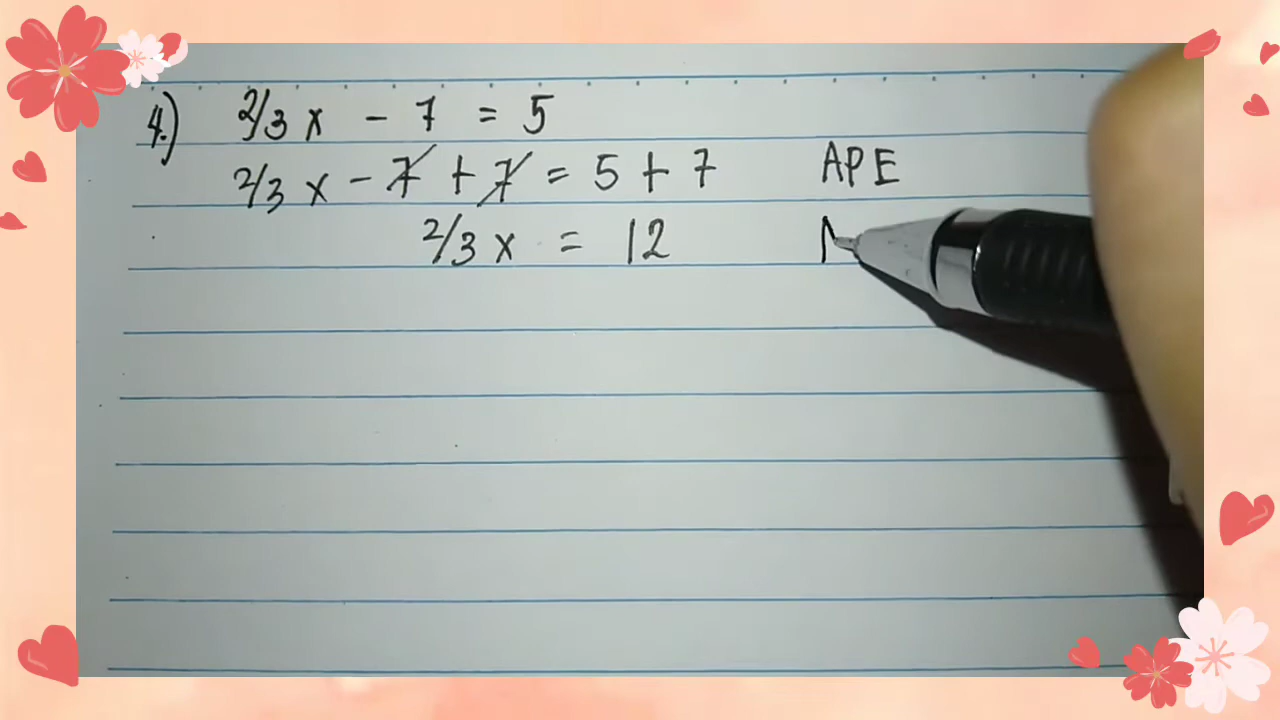 4.) 2/3 x - 7 = 5
2/3 x - 7 + 7 = 5 + 7 APE
2/3 x = 12